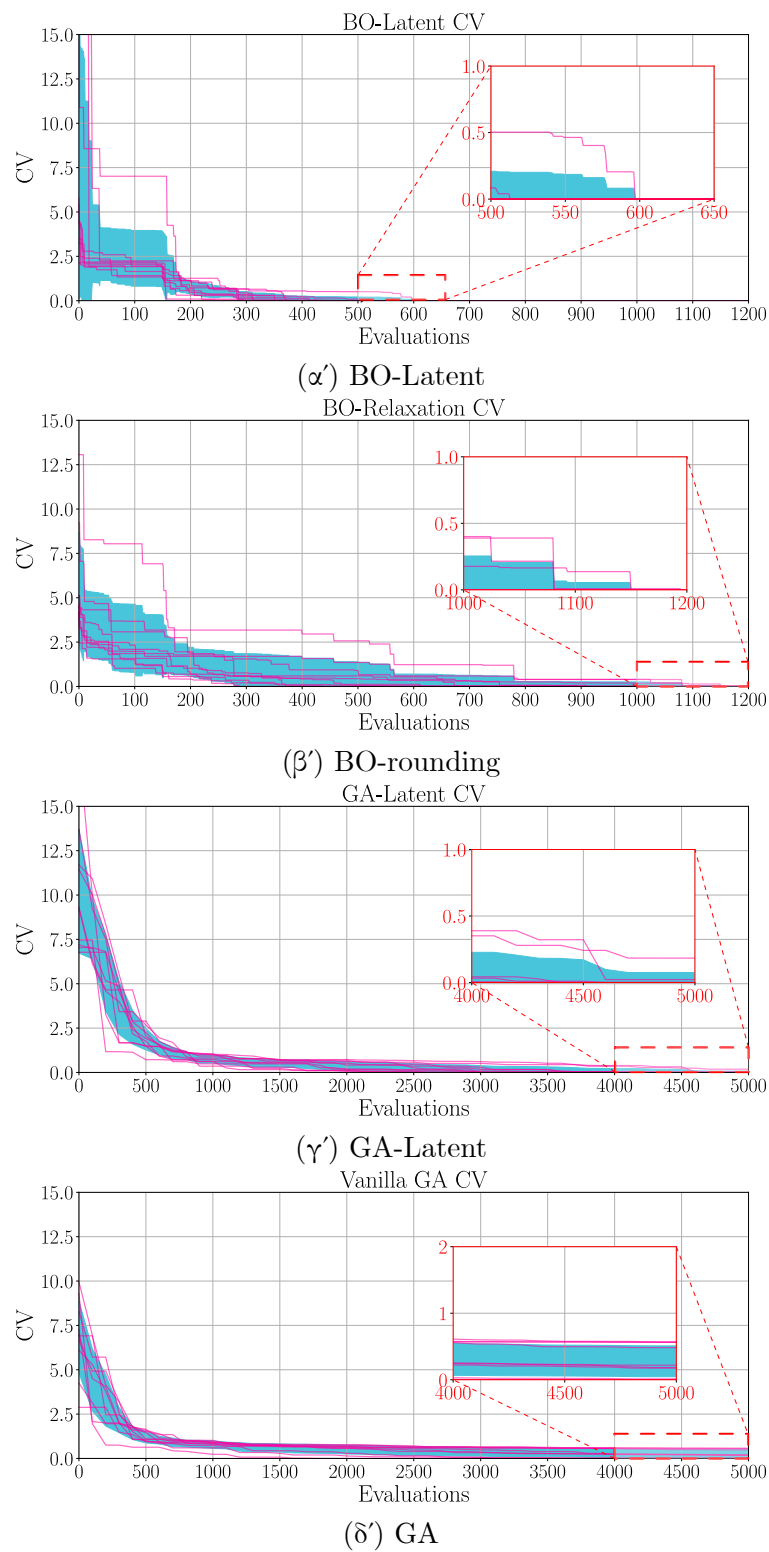 BO-Latent CV
15.0
12.5
10.0
7.5
5.0
2.5
0.0
CV
1.0
0.5
0.0
500 550 600 650
0 100 200 300 400 500 600 700 800 900 1000 1100 1200
Evaluations
(α′) BO-Latent
BO-Relaxation CV
15.0
12.5
10.0
7.5
5.0
2.5
0.0
CV
1.0
0.5
0.0
1000 1100 1200
0 100 200 300 400 500 600 700 800 900 1000 1100 1200
Evaluations
(β′) BO-rounding
GA-Latent CV
15.0
12.5
10.0
7.5
5.0
2.5
0.0
CV
1.0
0.5
0.0
4000 4500 5000
0 500 1000 1500 2000 2500 3000 3500 4000 4500 5000
Evaluations
(γ′) GA-Latent
Vanilla GA CV
15.0
12.5
10.0
7.5
5.0
2.5
0.0
CV
2
1
0
4000 4500 5000
0 500 1000 1500 2000 2500 3000 3500 4000 4500 5000
Evaluations
(δ′) GA